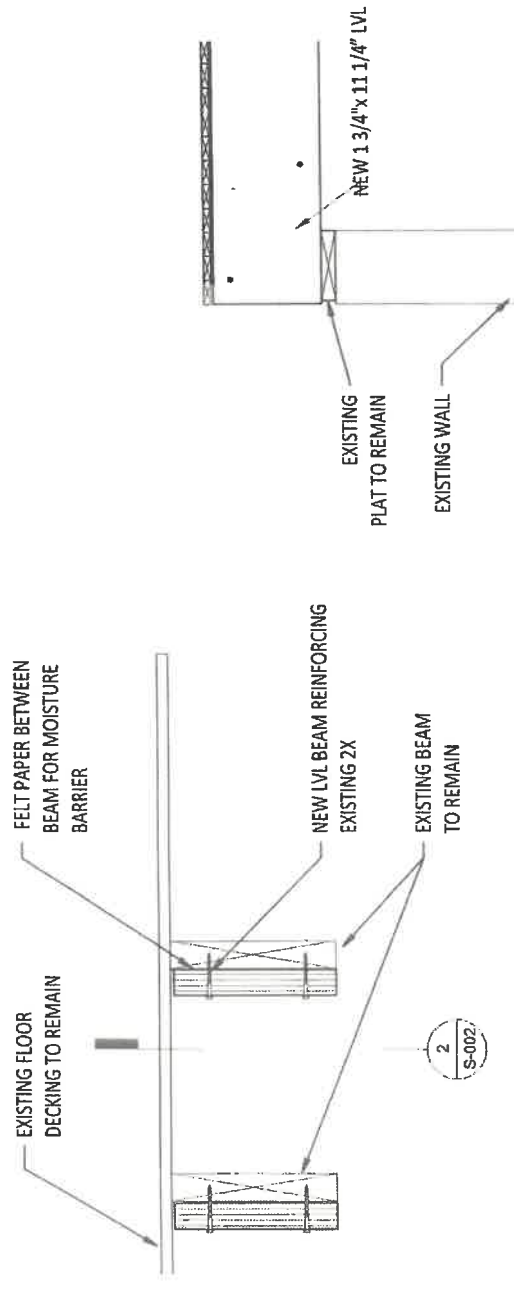 EXISTING FLOOR
DECKING TO REMAIN
FELT PAPER BETWEEN
BEAM FOR MOISTURE
BARRIER
NEW LVL BEAM REINFORCING
EXISTING 2X
EXISTING BEAM
TO REMAIN
2
S-002
EXISTING
PLAT TO REMAIN
EXISTING WALL
NEW 1 3/4"x 11 1/4" LVL